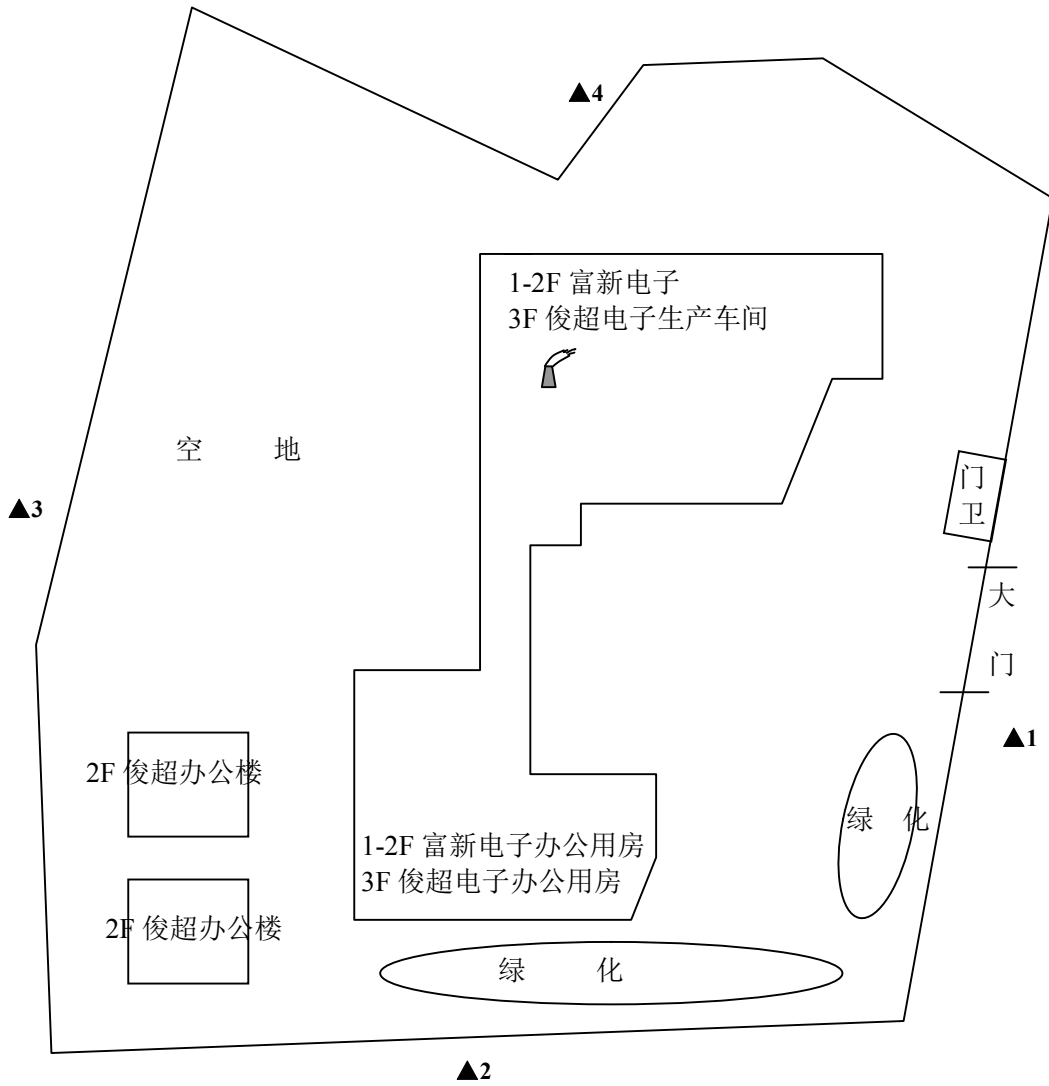 ▲4
1-2F 富新电子
3F 俊超电子生产车间
空 地
▲3
门卫
大门
▲1
2F 俊超办公楼
绿 化
1-2F 富新电子办公用房
3F 俊超电子办公用房
2F 俊超办公楼
绿 化
▲2